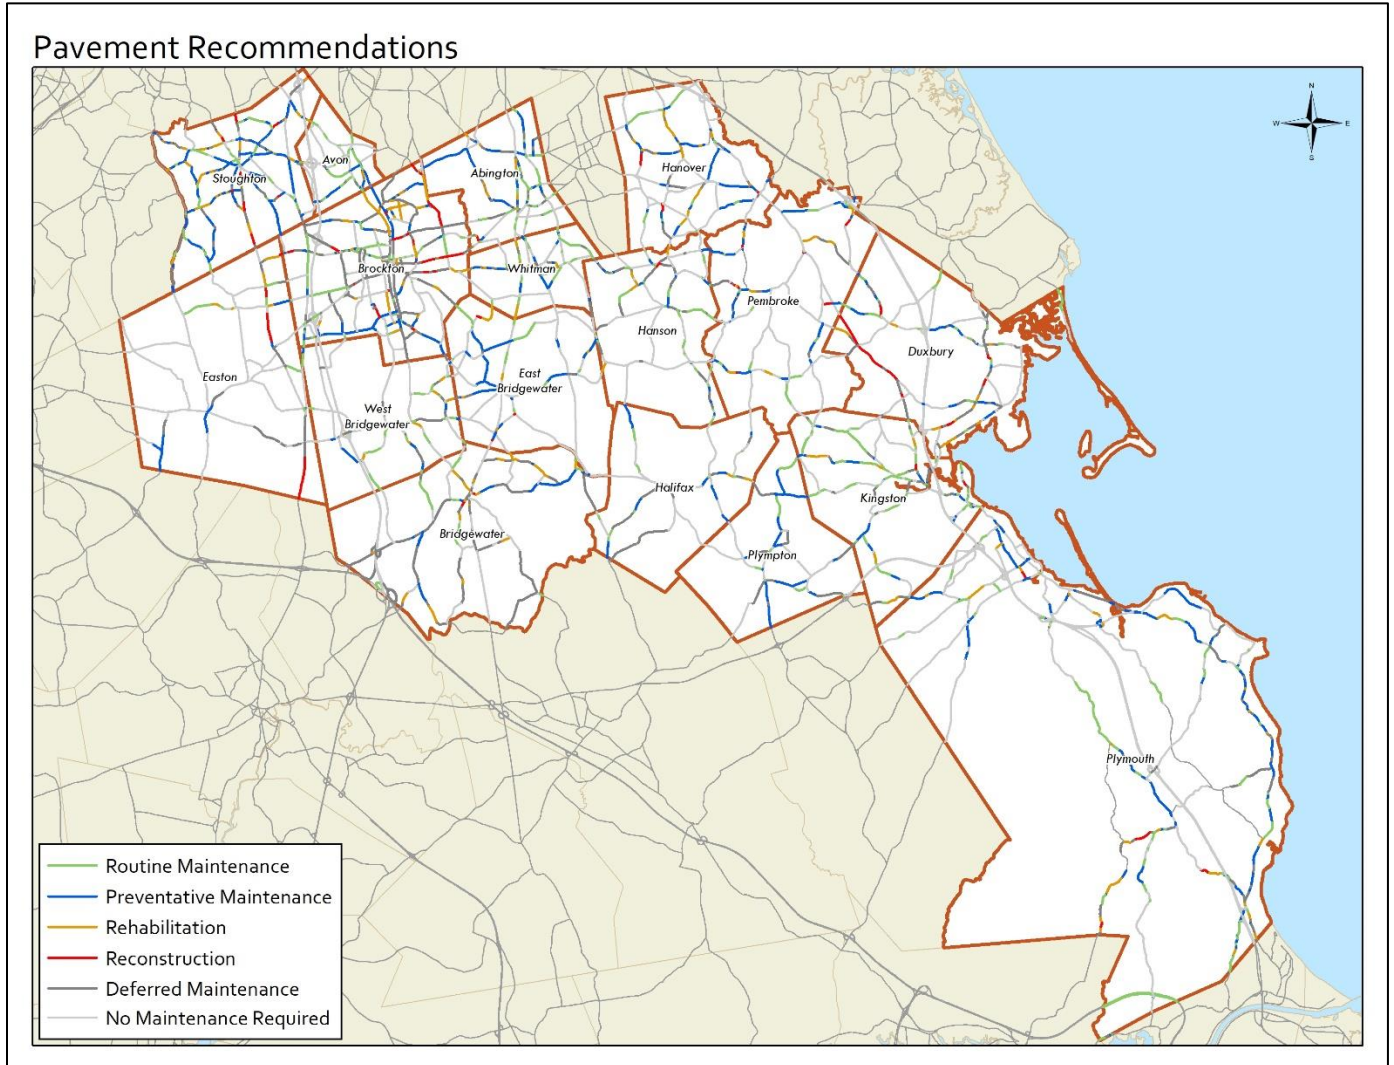 Pavement Recommendations
N
W
E
S
Avon
Stoughton
Abington
Hanover
Brockton
Whitman
Pembroke
Hanson
Duxbury
Easton
East
Bridgewater
West
Bridgewater
Halifax
Kingston
Bridgewater
Plympton
Plymouth
Routine Maintenance
Preventative Maintenance
Rehabilitation
Reconstruction
Deferred Maintenance
No Maintenance Required